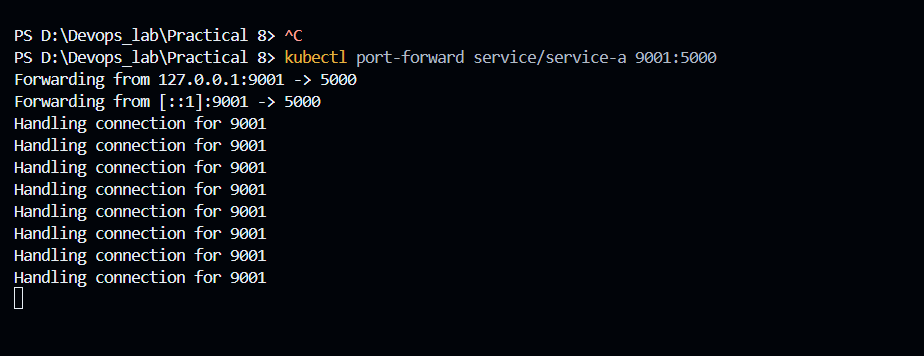 PS D:\Devops_lab\Practical 8> ^C
PS D:\Devops_lab\Practical 8> kubectl port-forward service/service-a 9001:5000
Forwarding from 127.0.0.1:9001 -> 5000
Forwarding from [::1]:9001 -> 5000
Handling connection for 9001
Handling connection for 9001
Handling connection for 9001
Handling connection for 9001
Handling connection for 9001
Handling connection for 9001
Handling connection for 9001
Handling connection for 9001